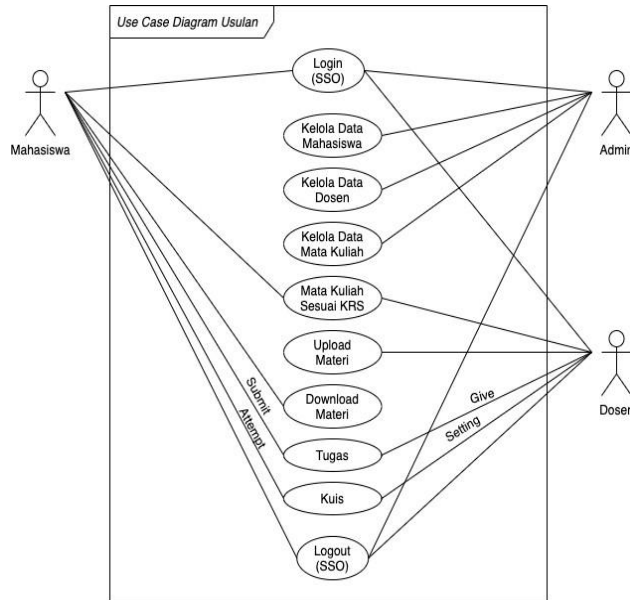 Use Case Diagram Usulan
Login
(SSO)
Mahasiswa
Admin
Kelola Data
Mahasiswa
Kelola Data
Dosen
Kelola Data
Mata Kuliah
Mata Kuliah
Sesuai KRS
Upload
Materi
Dosen
Download
Materi
Submit
Attempt
Give
Setting
Tugas
Kuis
Logout
(SSO)